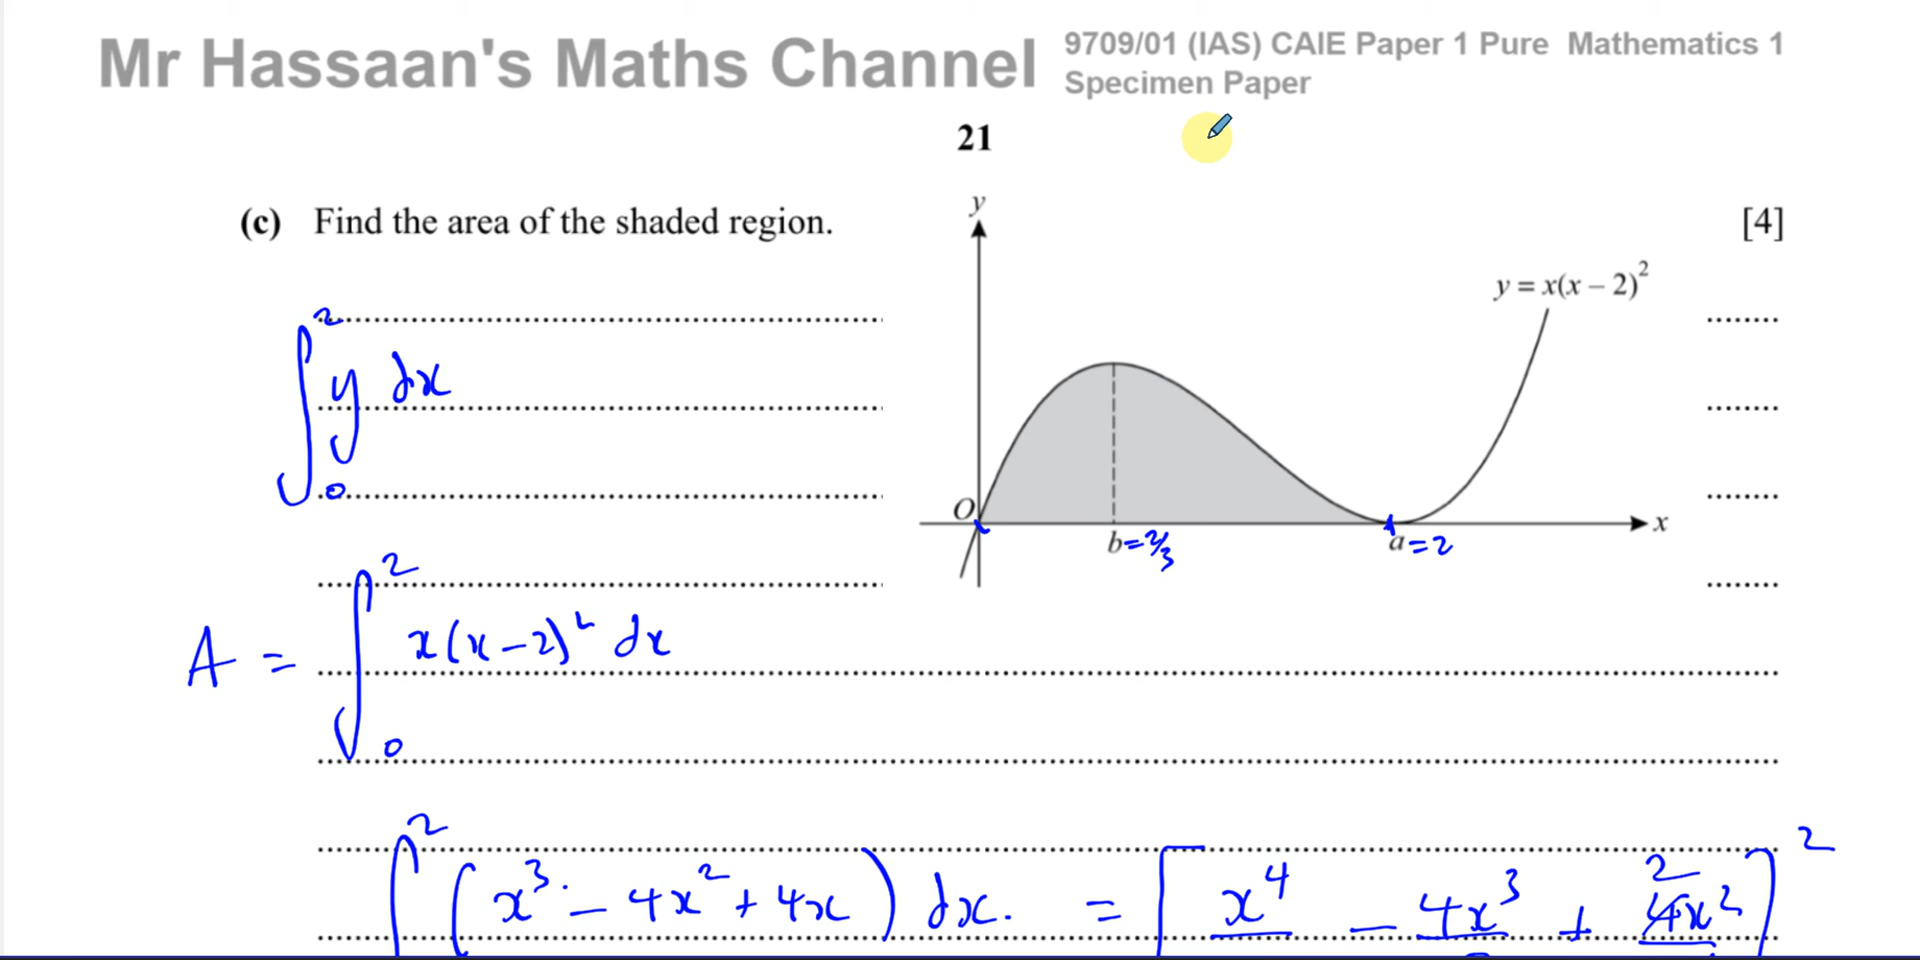 Mr Hassaan's Maths Channel
9709/01 (IAS) CAIE Paper 1 Pure Mathematics 1
Specimen Paper
21
(c) Find the area of the shaded region. [4]
y
y = x(x – 2)²
∫₀² y dx
O
b = 2/3
a = 2
x
A = ∫₀² x(x – 2)² dx
∫² (x³ – 4x² + 4x) dx. = [x⁴ – 4x³ + 2 4x²]²